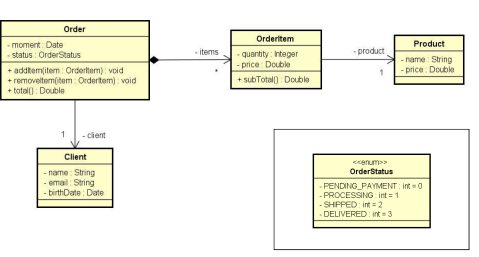 Order
- moment : Date
- status : OrderStatus
+ addItem(item : OrderItem) : void
+ removeItem(item : OrderItem) : void
+ total() : Double
- items
*
OrderItem
- quantity : Integer
- price : Double
+ subTotal() : Double
- product
1
Product
- name : String
- price : Double
1
- client
Client
- name : String
- email : String
- birthDate : Date
<<enum>>
OrderStatus
- PENDING_PAYMENT : int = 0
- PROCESSING : int = 1
- SHIPPED : int = 2
- DELIVERED : int = 3